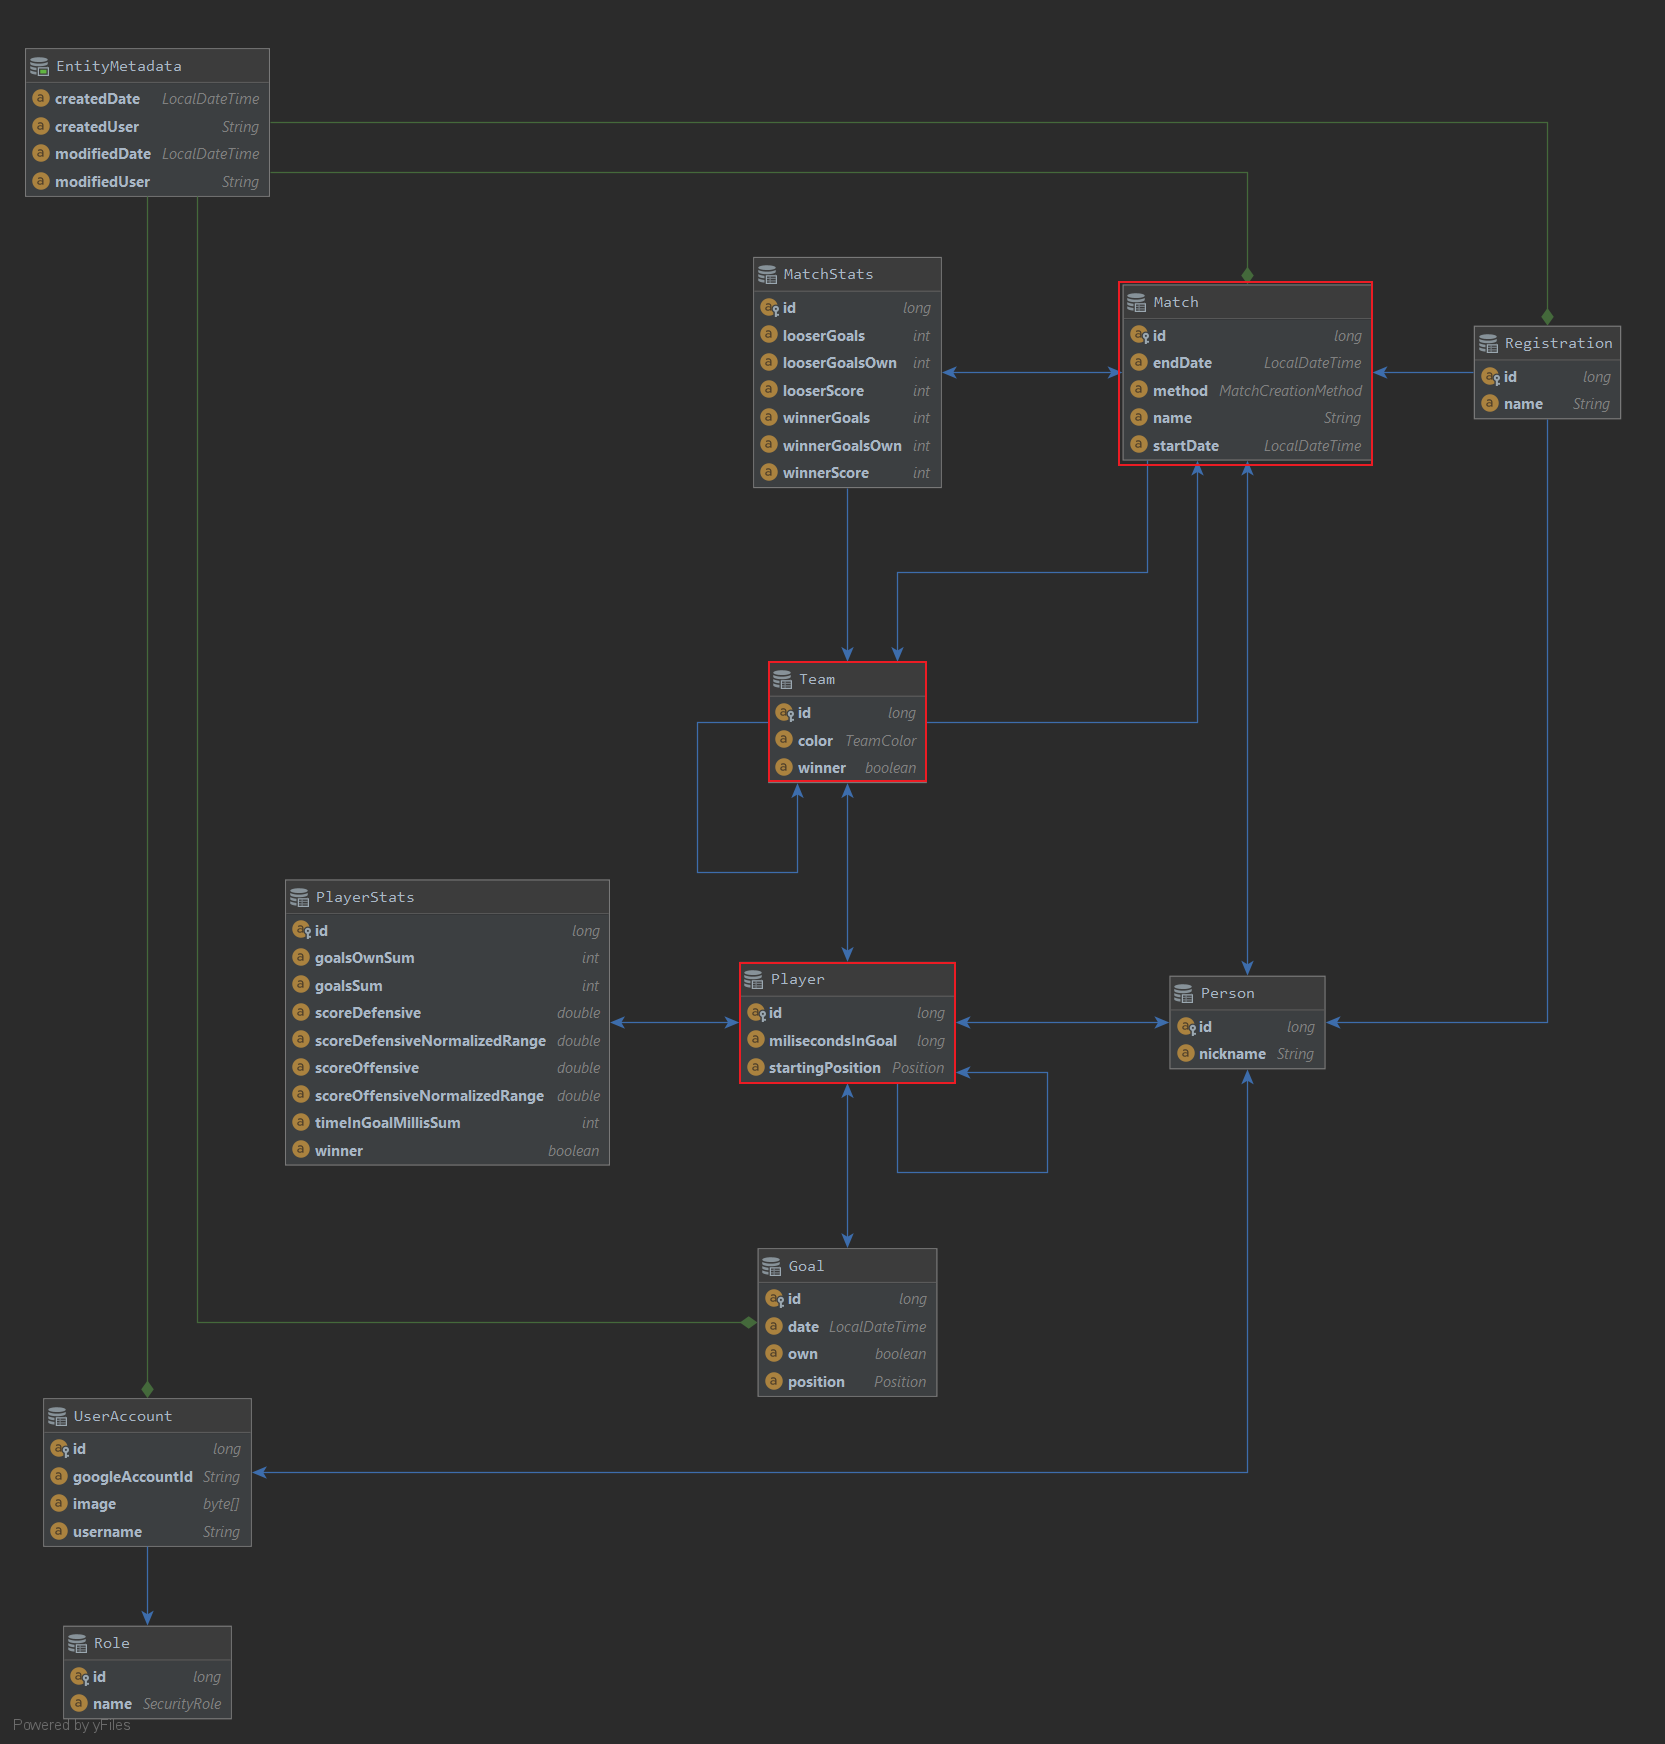 EntityMetadata
createdDate LocalDateTime
createdUser String
modifiedDate LocalDateTime
modifiedUser String
MatchStats
id long
looserGoals int
looserGoalsOwn int
looserScore int
winnerGoals int
winnerGoalsOwn int
winnerScore int
Match
id long
endDate LocalDateTime
method MatchCreationMethod
name String
startDate LocalDateTime
Registration
id long
name String
Team
id long
color TeamColor
winner boolean
PlayerStats
id long
goalsOwnSum int
goalsSum int
scoreDefensive double
scoreDefensiveNormalizedRange double
scoreOffensive double
scoreOffensiveNormalizedRange double
timeInGoalMillisSum int
winner boolean
Player
id long
milisecondsInGoal long
startingPosition Position
Person
id long
nickname String
Goal
id long
date LocalDateTime
own boolean
position Position
UserAccount
id long
googleAccountId String
image byte[]
username String
Role
id long
name SecurityRole
Powered by yFiles